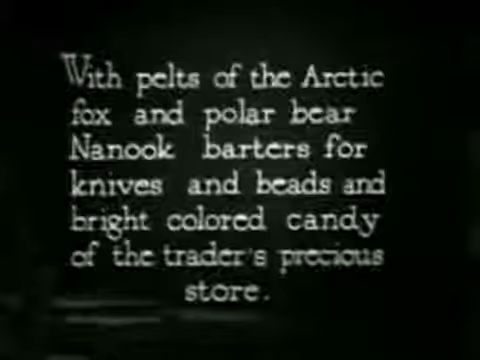 With pelts of the Arctic
fox and polar bear
Nanook barters for
knives and beads and
bright colored candy
of the trader's precious
store.